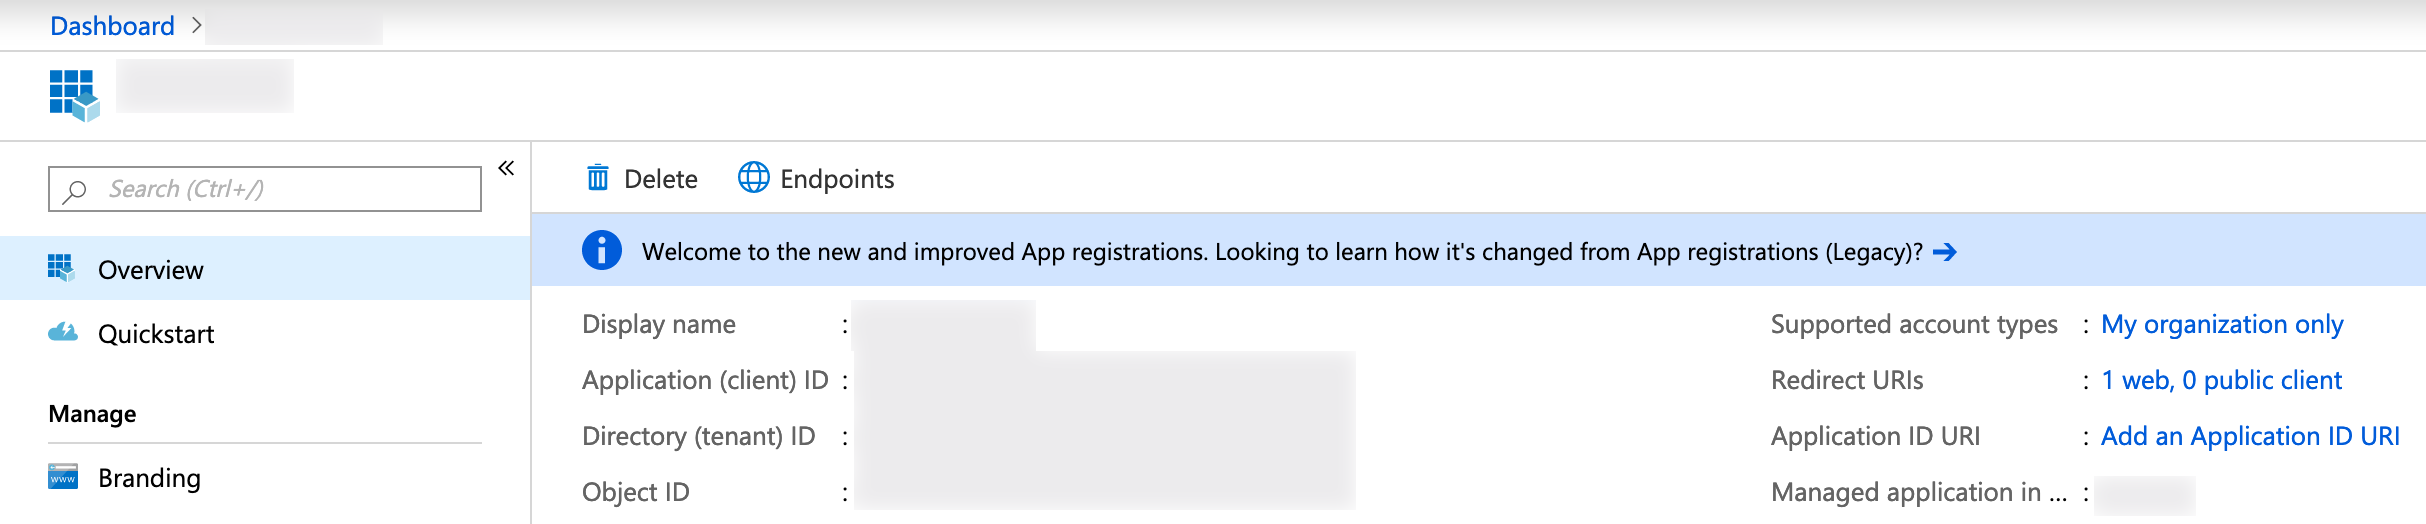 Dashboard >
Search (Ctrl+/)
«
Overview
Quickstart
Manage
www
Branding
Delete
Endpoints
i
Welcome to the new and improved App registrations. Looking to learn how it's changed from App registrations (Legacy)? →
Display name :
Application (client) ID :
Directory (tenant) ID :
Object ID :
Supported account types : My organization only
Redirect URIs : 1 web, 0 public client
Application ID URI : Add an Application ID URI
Managed application in ... :